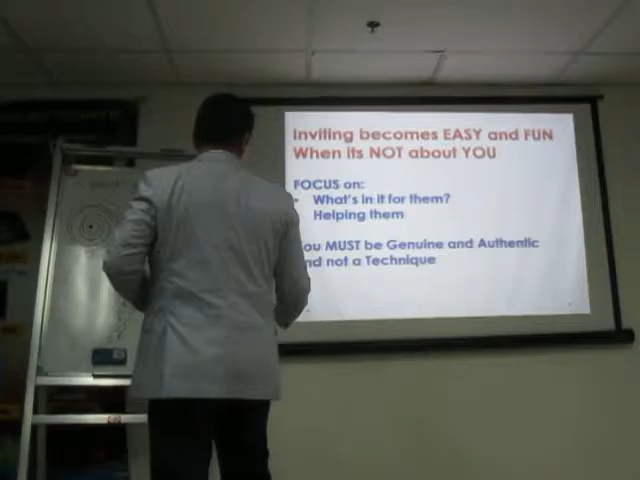 Inviting becomes EASY and FUN
When its NOT about YOU
FOCUS on:
• What's in it for them?
Helping them
ou MUST be Genuine and Authentic
nd not a Technique